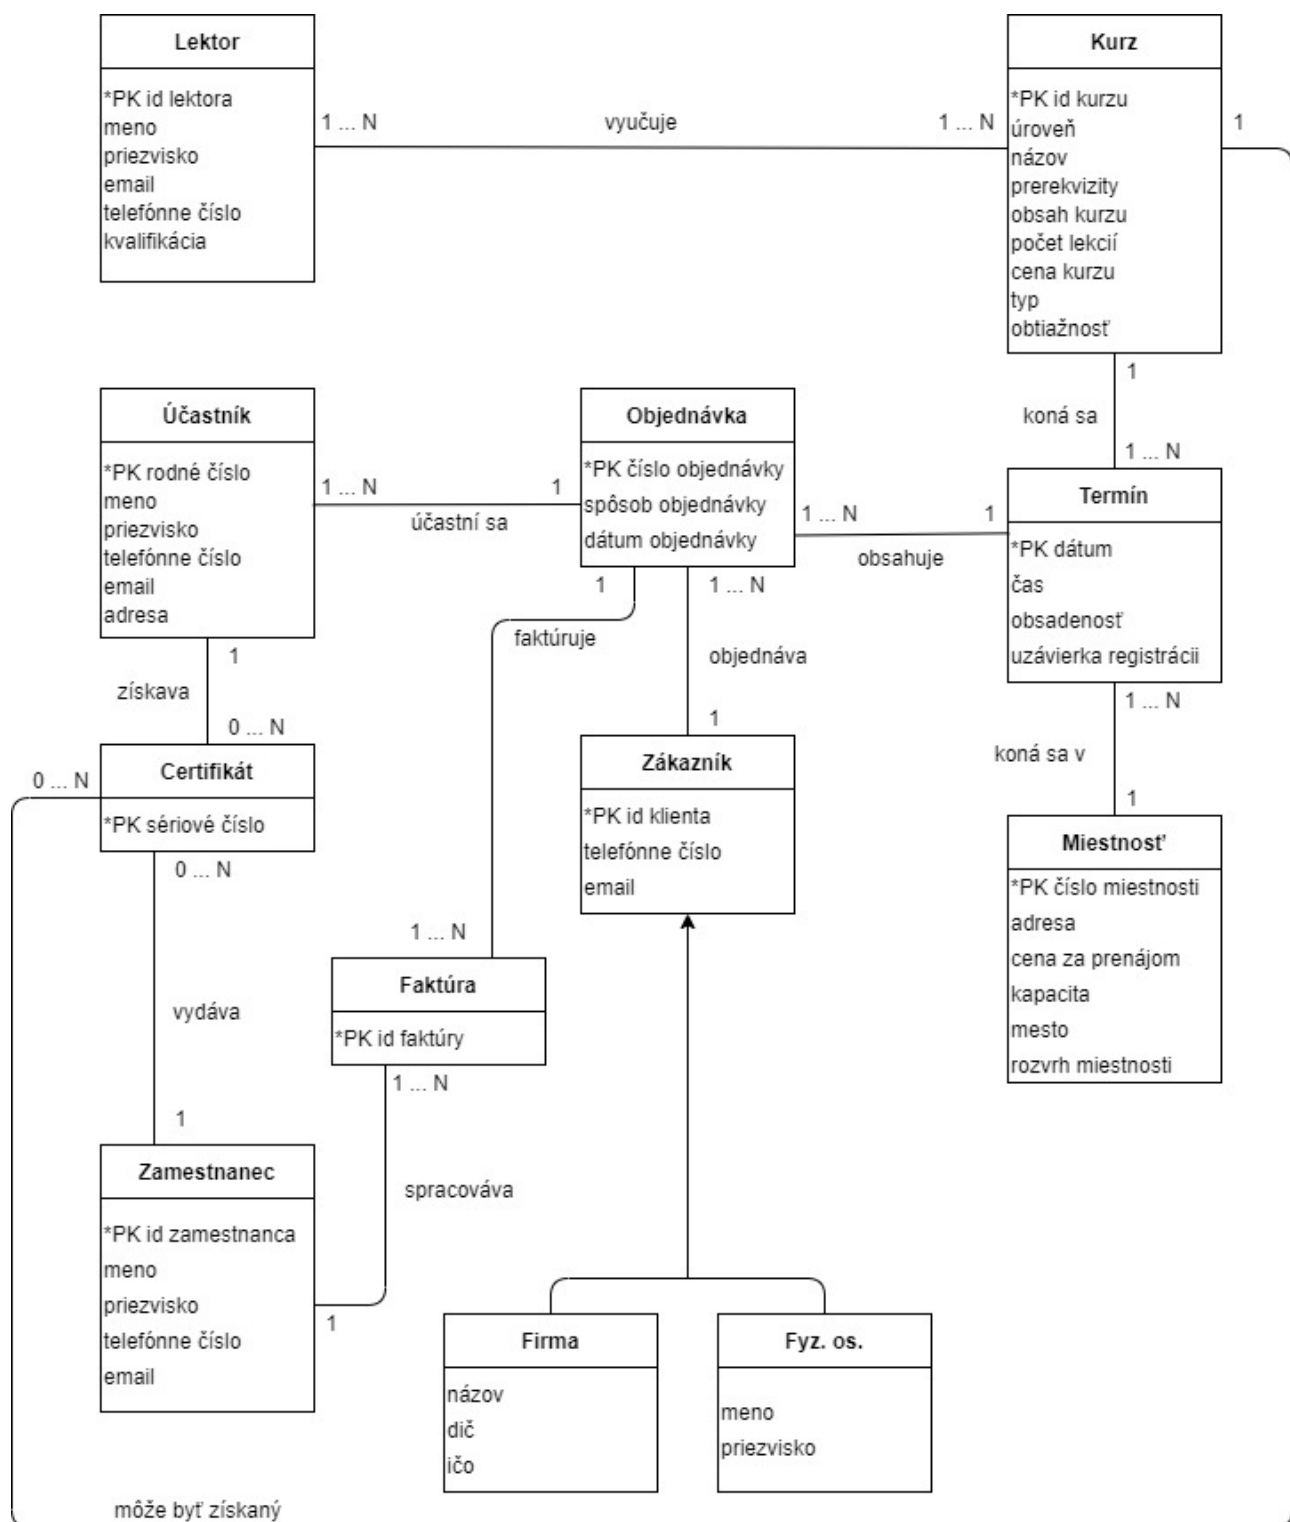 Lektor
*PK id lektora
meno
priezvisko
email
telefónne číslo
kvalifikácia
1 ... N
vyučuje
1 ... N
Kurz
*PK id kurzu
úroveň
názov
prerekvizity
obsah kurzu
počet lekcií
cena kurzu
typ
obtiažnosť
1
1
koná sa
1 ... N
Účastník
*PK rodné číslo
meno
priezvisko
telefónne číslo
email
adresa
1 ... N
účastní sa
1
Objednávka
*PK číslo objednávky
spôsob objednávky
dátum objednávky
1 ... N
obsahuje
1
Termín
*PK dátum
čas
obsadenosť
uzávierka registrácii
1
získava
0 ... N
1
faktúruje
1 ... N
1 ... N
objednáva
1
1 ... N
koná sa v
1
0 ... N
Certifikát
*PK sériové číslo
0 ... N
vydáva
1
Zákazník
*PK id klienta
telefónne číslo
email
Miestnosť
*PK číslo miestnosti
adresa
cena za prenájom
kapacita
mesto
rozvrh miestnosti
Faktúra
*PK id faktúry
1 ... N
spracováva
1
Zamestnanec
*PK id zamestnanca
meno
priezvisko
telefónne číslo
email
Firma
názov
dič
ičo
Fyz. os.
meno
priezvisko
môže byť získaný